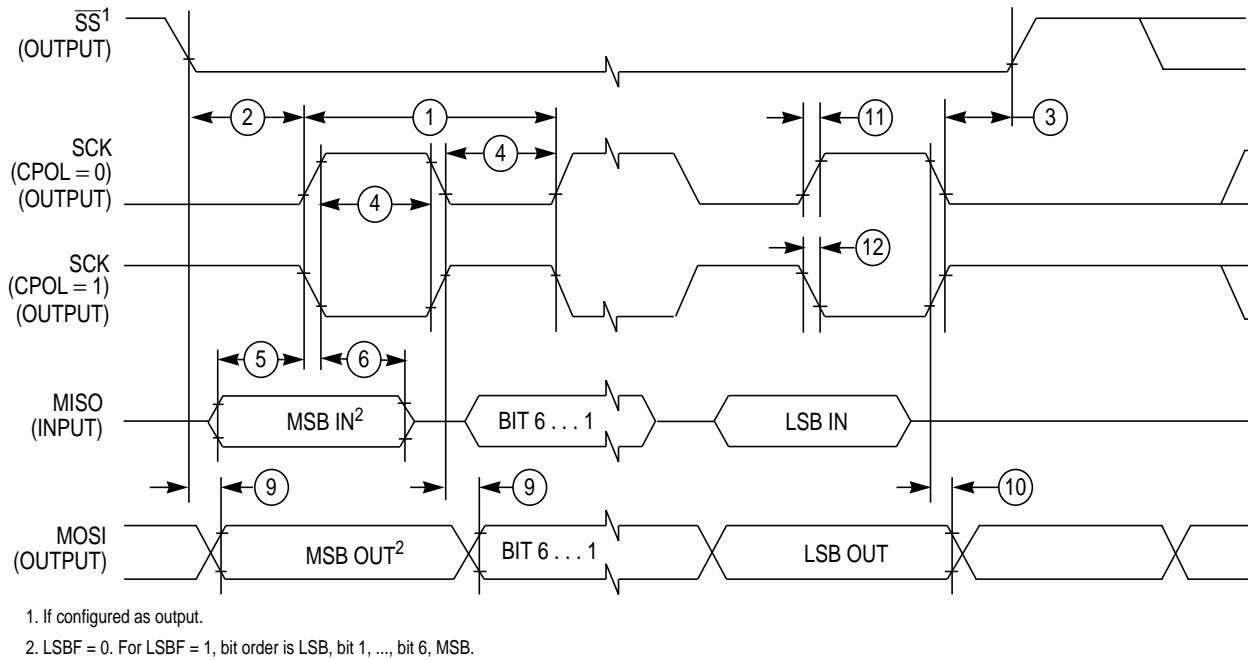 SS1
(OUTPUT)
2
1
11
3
SCK
(CPOL = 0)
(OUTPUT)
4
4
SCK
(CPOL = 1)
(OUTPUT)
12
5
6
MISO
(INPUT)
MSB IN2
BIT 6 . . . 1
LSB IN
9
9
10
MOSI
(OUTPUT)
MSB OUT2
BIT 6 . . . 1
LSB OUT
1. If configured as output.
2. LSBF = 0. For LSBF = 1, bit order is LSB, bit 1, ..., bit 6, MSB.